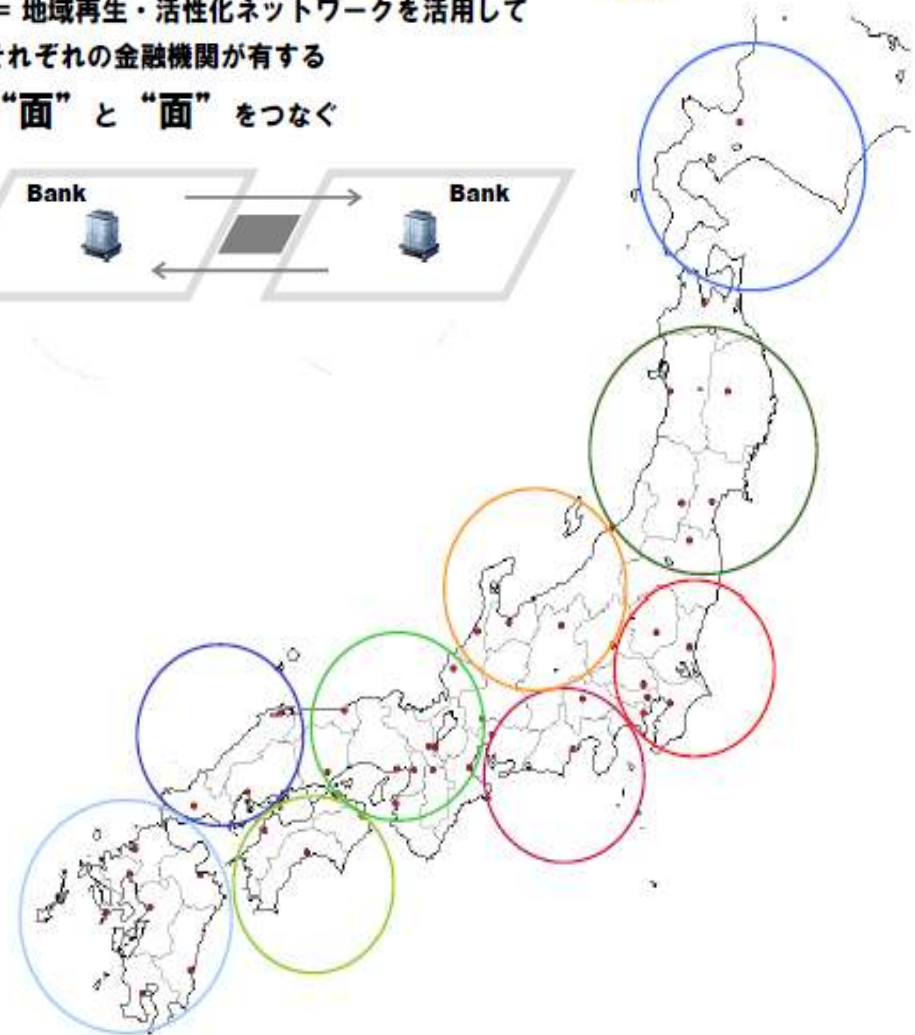 = 地域再生・活性化ネットワークを活用して
それぞれの金融機関が有する
“面” と “面” をつなぐ
Bank
Bank